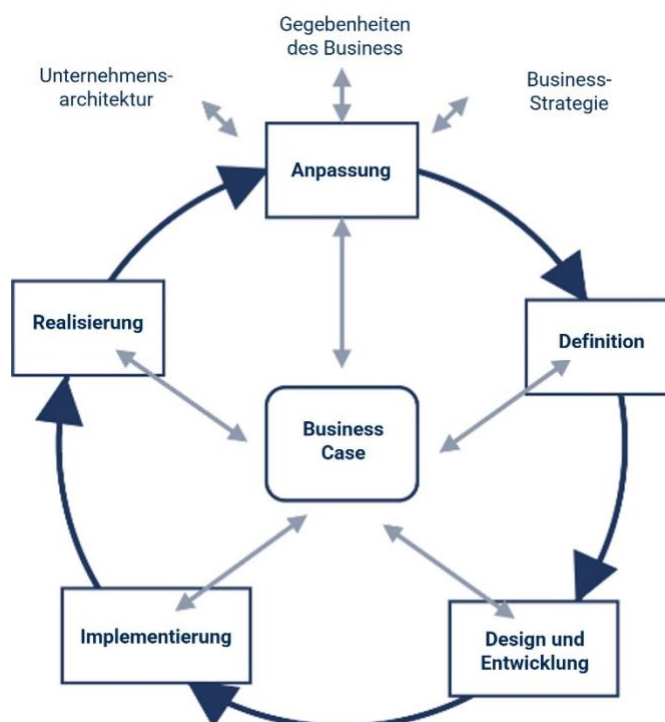 Gegebenheiten
des Business
Unternehmens-
architektur
Business-
Strategie
Anpassung
Realisierung
Definition
Business
Case
Implementierung
Design und
Entwicklung